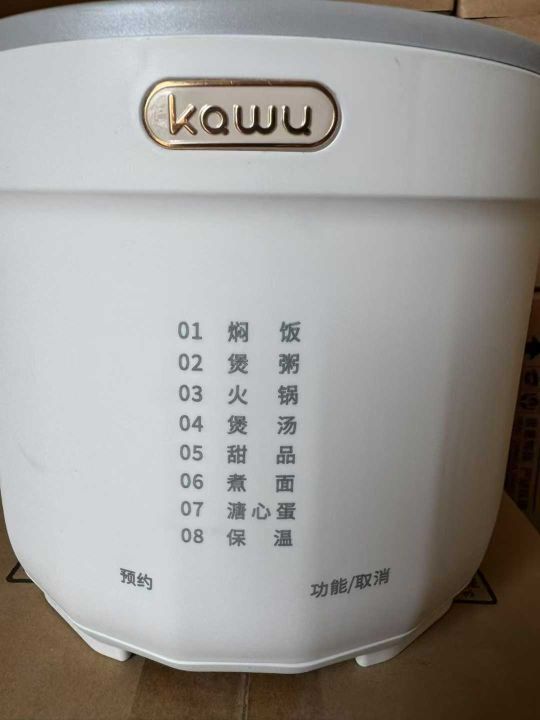 kawu
01 焖 饭
02 煲 粥
03 火 锅
04 煲 汤
05 甜 品
06 煮 面
07 溏心蛋
08 保 温
预约 功能/取消